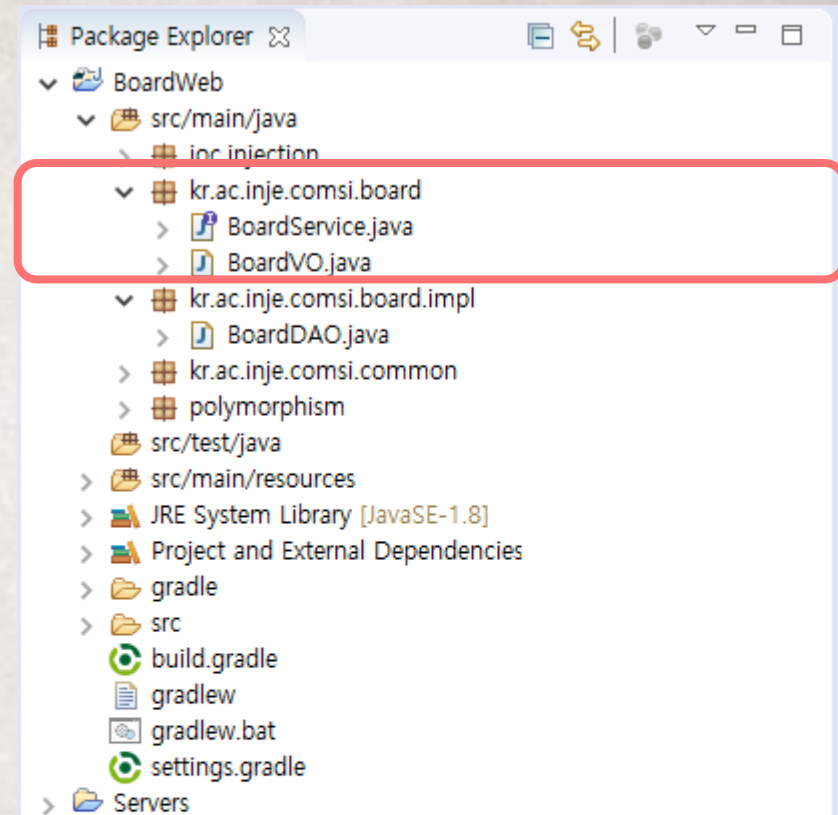 Package Explorer
BoardWeb
src/main/java
ioc.injection
kr.ac.inje.comsi.board
BoardService.java
BoardVO.java
kr.ac.inje.comsi.board.impl
BoardDAO.java
kr.ac.inje.comsi.common
polymorphism
src/test/java
src/main/resources
JRE System Library [JavaSE-1.8]
Project and External Dependencies
gradle
src
build.gradle
gradlew
gradlew.bat
settings.gradle
Servers